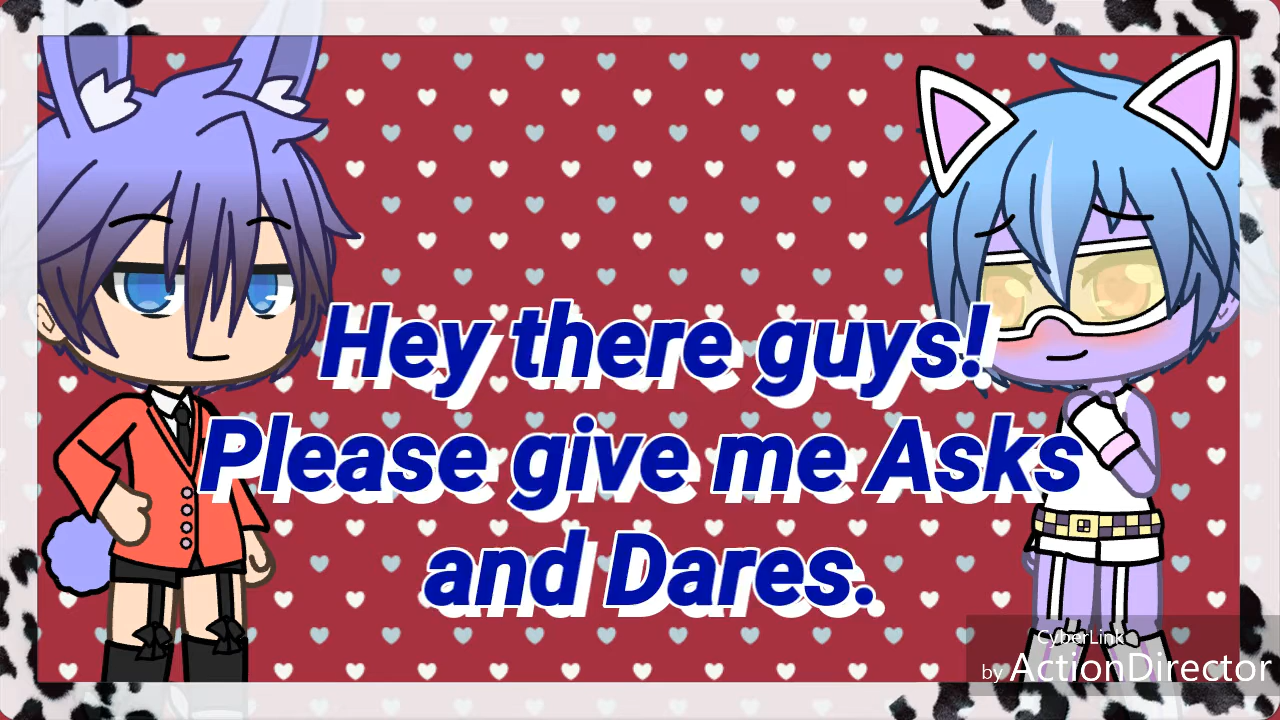 Hey there guys!
Please give me Asks
and Dares.
CyberLink
by ActionDirector